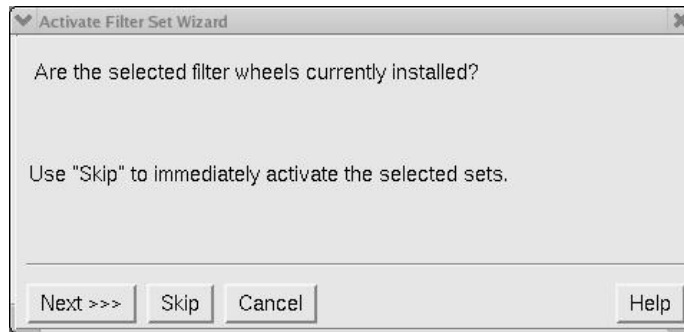 Activate Filter Set Wizard
Are the selected filter wheels currently installed?
Use "Skip" to immediately activate the selected sets.
Next >>> Skip Cancel Help